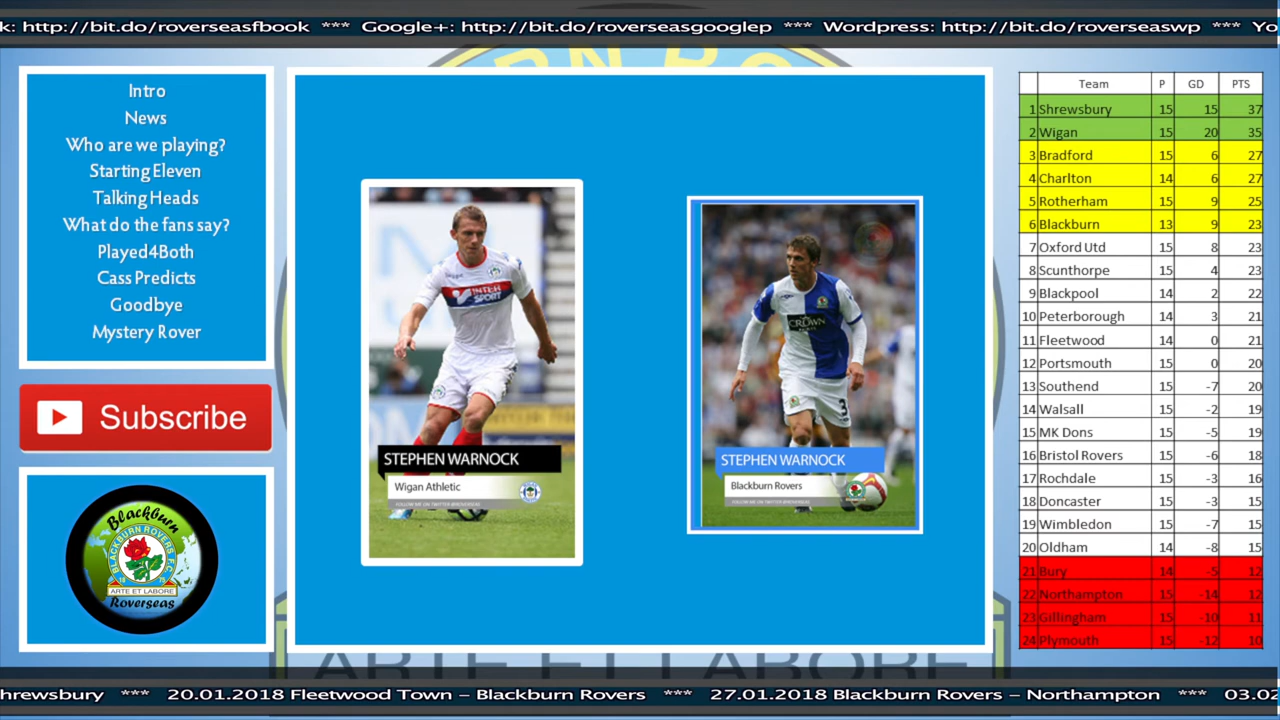 k: http://bit.do/roverseasfbook *** Google+: http://bit.do/roverseasgooglep *** Wordpress: http://bit.do/roverseaswp *** Yo
Intro
News
Who are we playing?
Starting Eleven
Talking Heads
What do the fans say?
Played4Both
Cass Predicts
Goodbye
Mystery Rover
Subscribe
Blackburn
BLACKBURN ROVERS F.C.
1875
ARTE ET LABORE
Roverseas
INTER
SPORT
STEPHEN WARNOCK
Wigan Athletic
CROWN
3
STEPHEN WARNOCK
Blackburn Rovers
Team P GD PTS
1 Shrewsbury 15 15 37
2 Wigan 15 20 35
3 Bradford 15 6 27
4 Charlton 14 6 27
5 Rotherham 15 9 25
6 Blackburn 13 9 23
7 Oxford Utd 15 8 23
8 Scunthorpe 15 4 23
9 Blackpool 14 2 22
10 Peterborough 14 3 21
11 Fleetwood 14 0 21
12 Portsmouth 15 0 20
13 Southend 15 -7 20
14 Walsall 15 -2 19
15 MK Dons 15 -5 19
16 Bristol Rovers 15 -6 18
17 Rochdale 15 -3 16
18 Doncaster 15 -3 15
19 Wimbledon 15 -7 15
20 Oldham 14 -8 15
21 Bury 14 -5 12
22 Northampton 15 -14 12
23 Gillingham 15 -10 11
24 Plymouth 15 -12 10
ARTE ET LABORE
hrewsbury *** 20.01.2018 Fleetwood Town – Blackburn Rovers *** 27.01.2018 Blackburn Rovers – Northampton *** 03.02